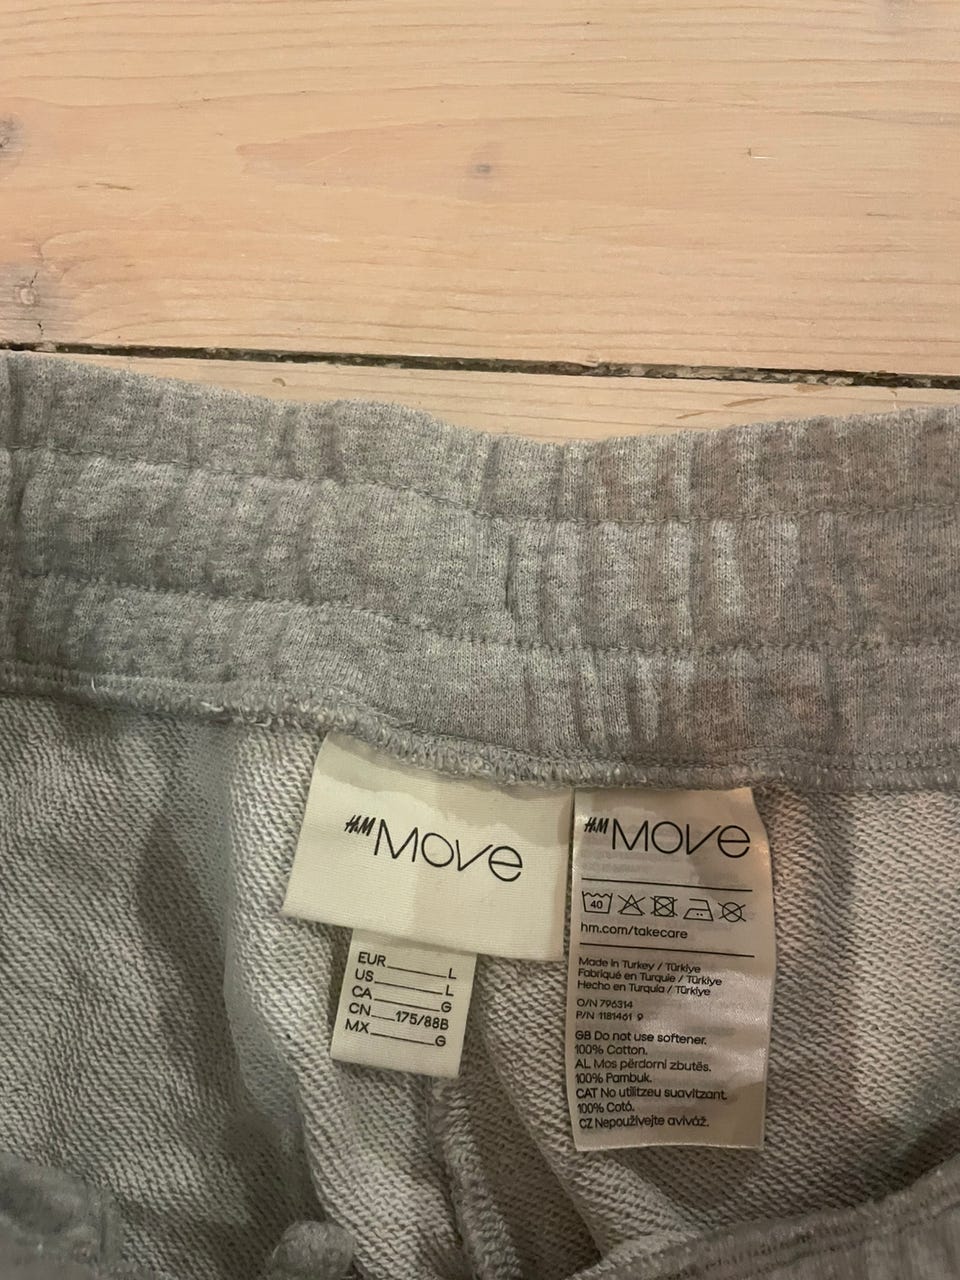 H&M MOVE
EUR L
US L
CA G
CN 175/88B
MX G
H&M MOVE
40
hm.com/takecare
Made in Turkey / Türkiye
Fabriqué en Turquie / Türkiye
Hecho en Turquía / Türkiye
O/N 796314
P/N 1181461 9
GB Do not use softener.
100% Cotton.
AL Mos përdorni zbutës.
100% Pambuk.
CAT No utilitzeu suavitzant.
100% Cotó.
CZ Nepoužívejte aviváž.